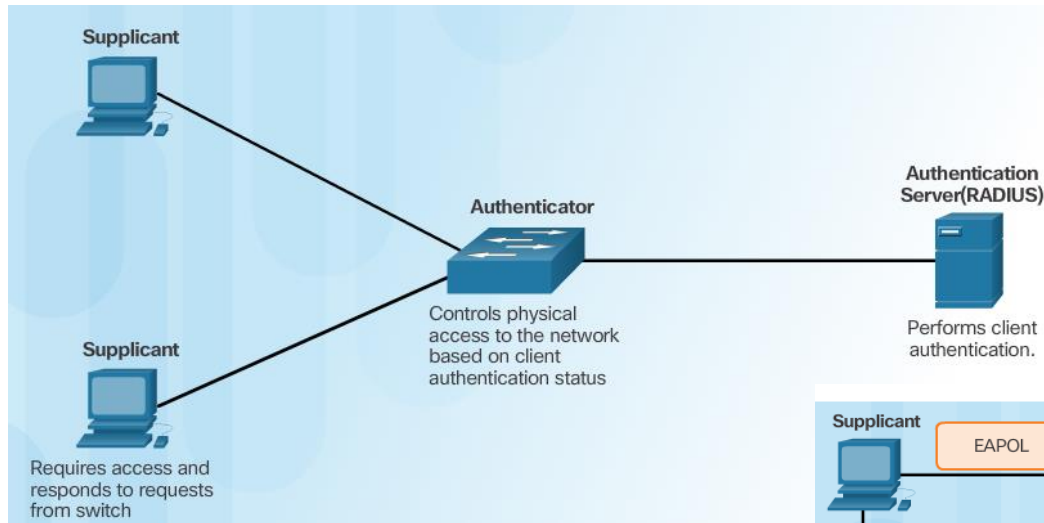 Supplicant
Authentication
Server(RADIUS)
Authenticator
Controls physical
access to the network
based on client
authentication status
Performs client
authentication.
Supplicant
Requires access and
responds to requests
from switch
Supplicant
EAPOL